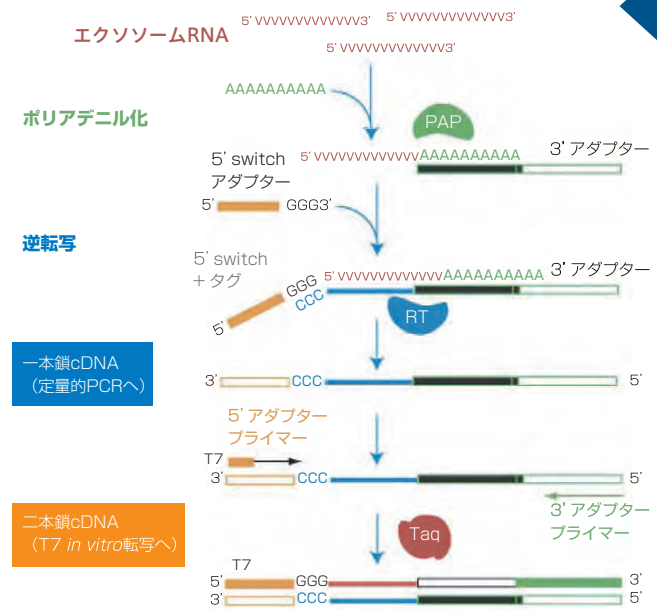 5' VVVVVVVVVVVVV3'
5' VVVVVVVVVVVVV3'
エクソソームRNA
5' VVVVVVVVVVVVV3'
AAAAAAAAAA
ポリアデニル化
PAP
5' VVVVVVVVVVVVVAAAAAAAAAA
3' アダプター
5' switch
アダプター
5'
GGG3'
逆転写
5' switch
＋タグ
GGG
CCC
5'
5' VVVVVVVVVVVVVAAAAAAAAAA
3' アダプター
RT
一本鎖cDNA
（定量的PCRへ）
3'
CCC
5'
5' アダプター
プライマー
T7
3'
CCC
5'
3' アダプター
プライマー
二本鎖cDNA
（T7 in vitro転写へ）
Taq
T7
5'
GGG
3'
3'
CCC
5'